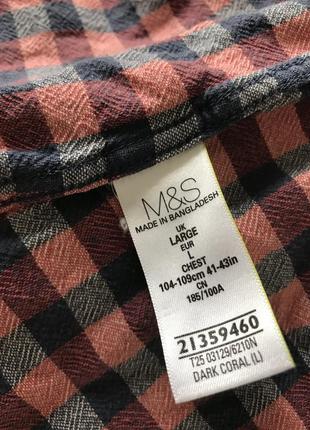 M&S
MADE IN BANGLADESH
UK
LARGE
EUR
L
CHEST
104-109cm 41-43in
CN
185/100A
21359460
T25 03129/6210N
DARK CORAL (L)